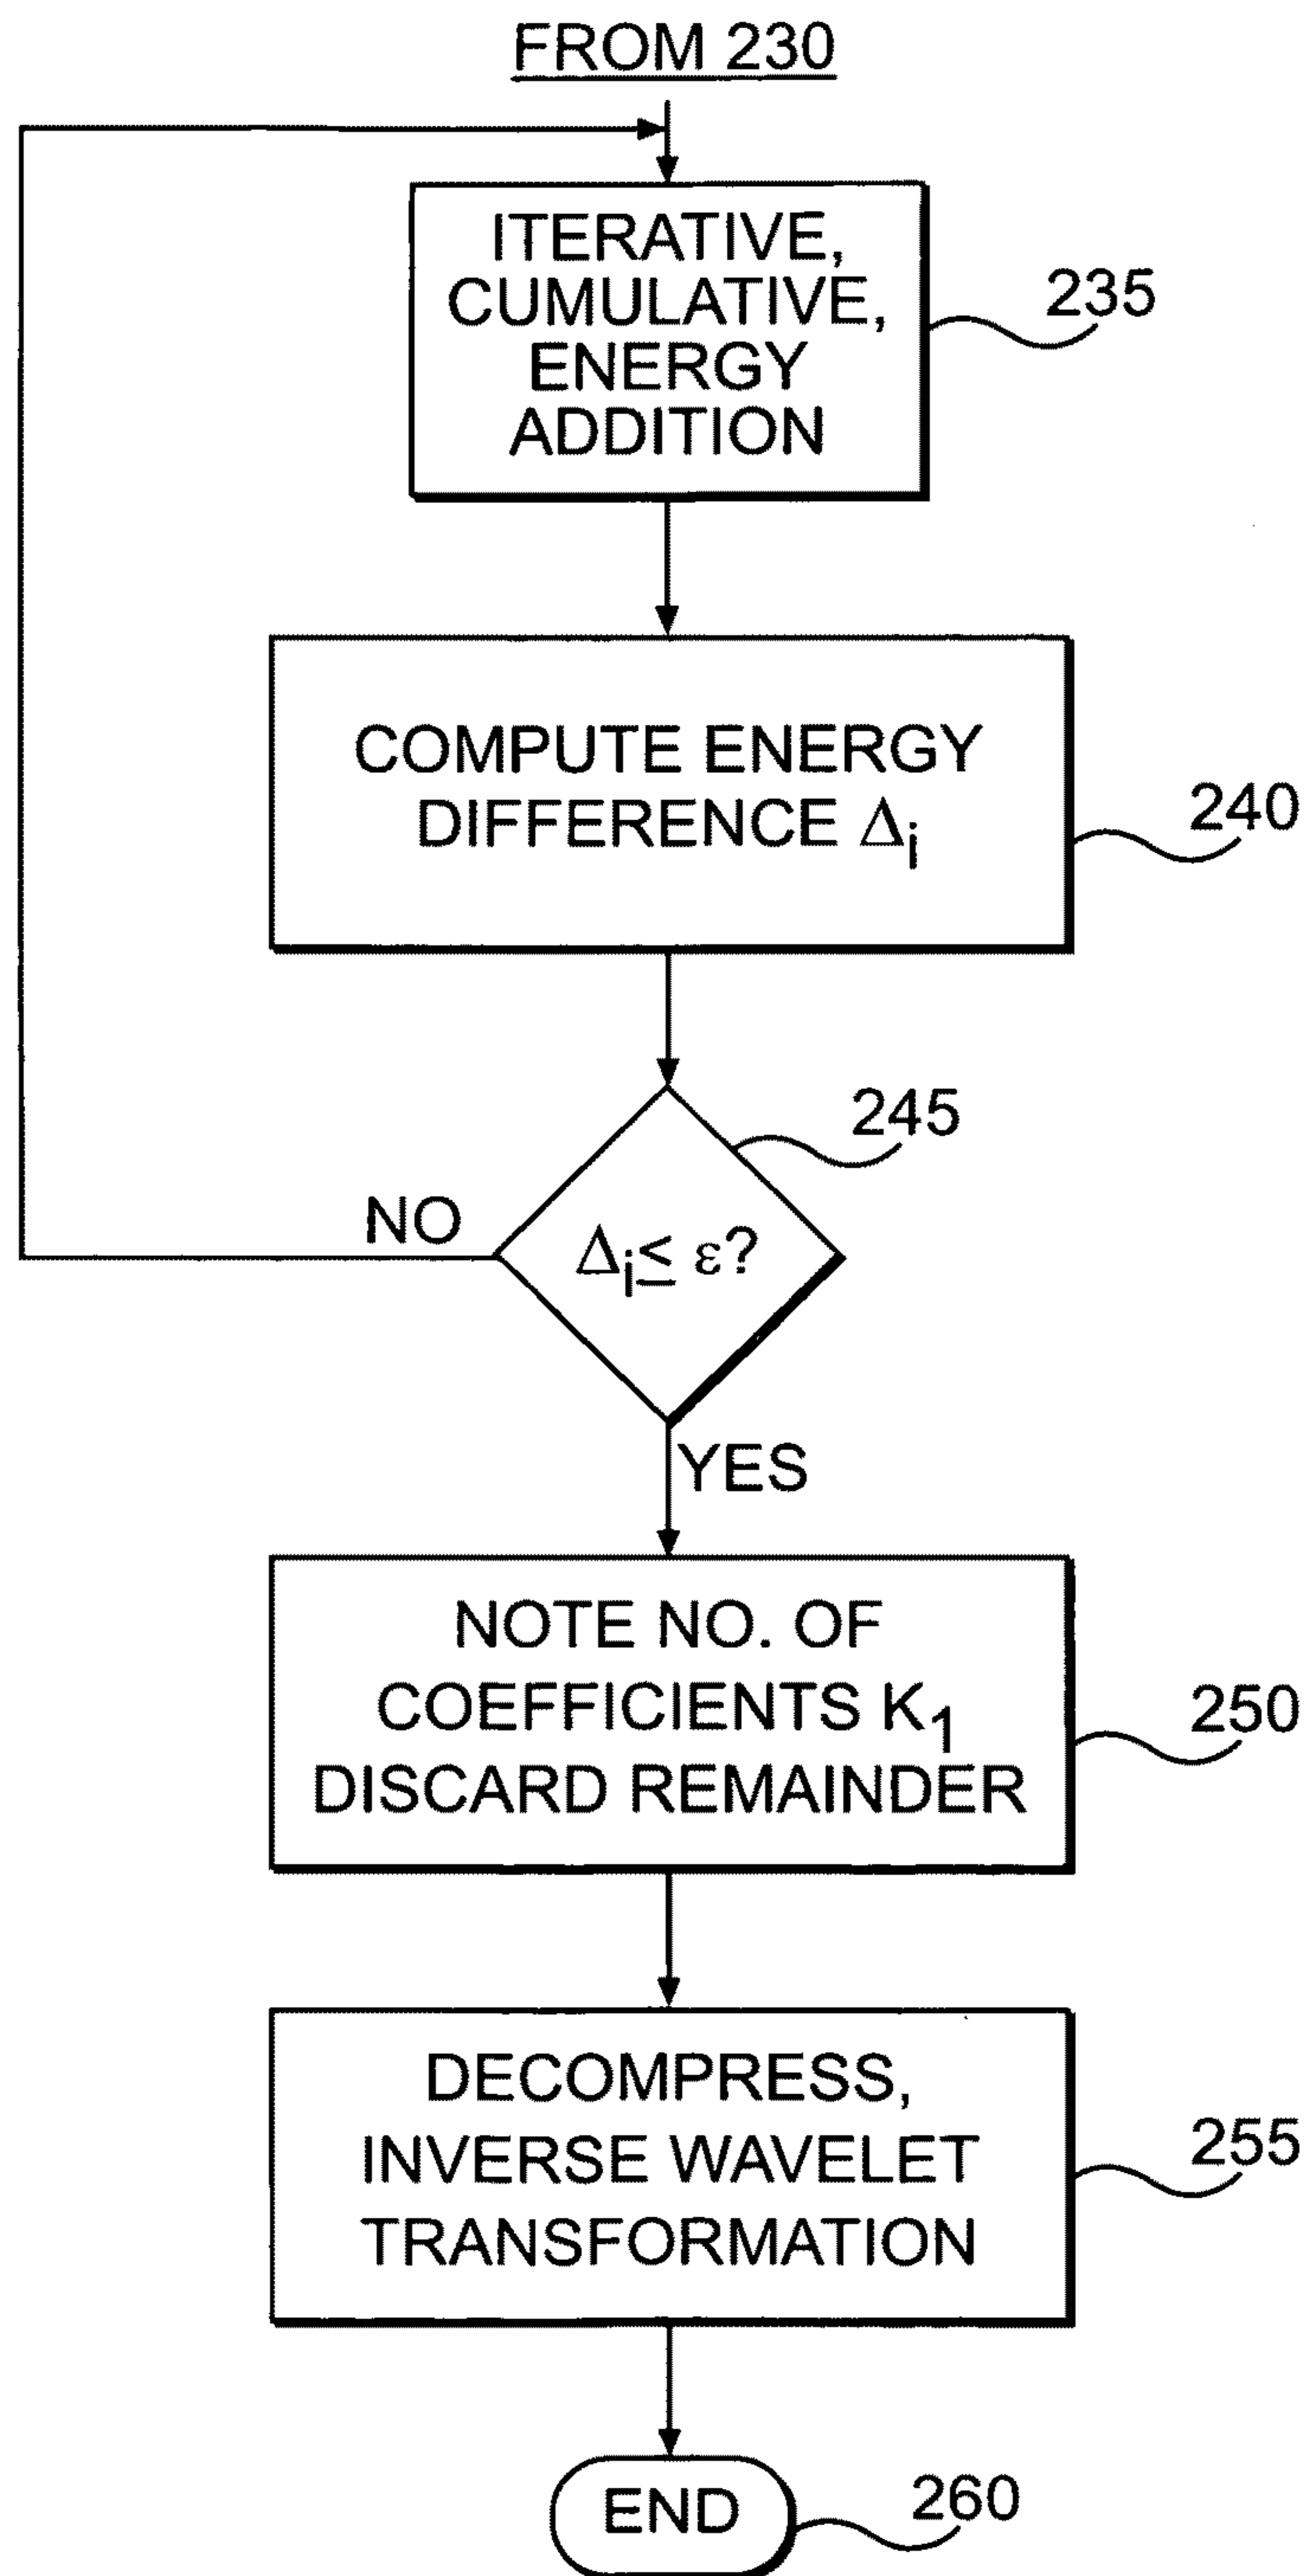 FROM 230
ITERATIVE,
CUMULATIVE,
ENERGY
ADDITION
235
COMPUTE ENERGY
DIFFERENCE Δi
240
245
NO
Δi ≤ ε?
YES
NOTE NO. OF
COEFFICIENTS K1
DISCARD REMAINDER
250
DECOMPRESS,
INVERSE WAVELET
TRANSFORMATION
255
END
260